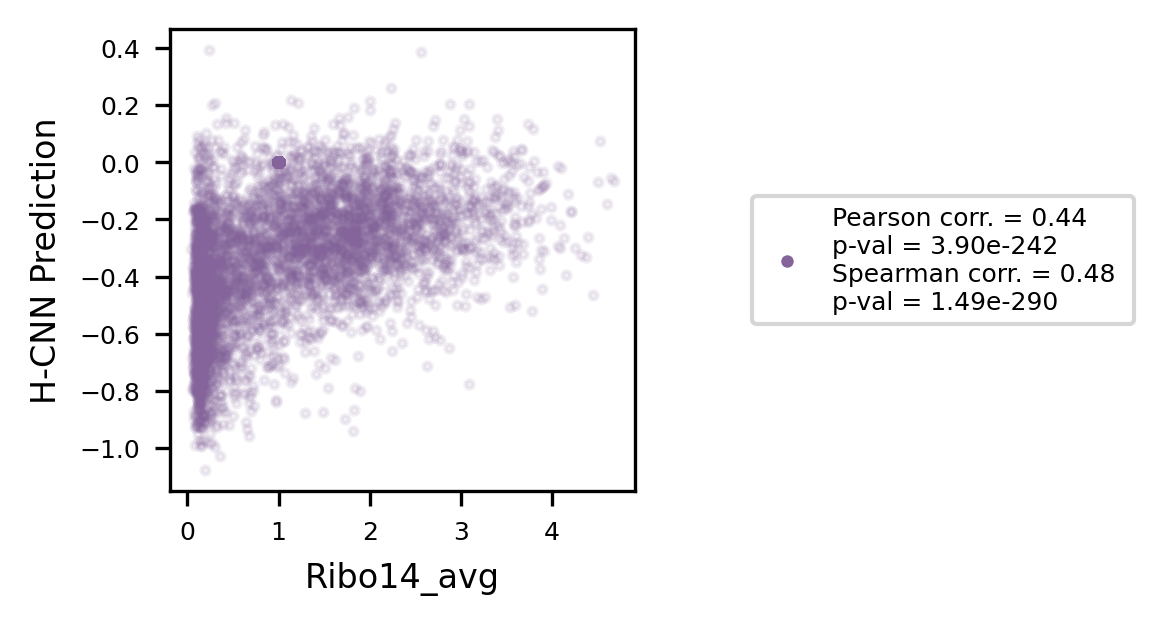 0.4
0.2
0.0
−0.2
−0.4
−0.6
−0.8
−1.0
H-CNN Prediction
0
1
2
3
4
Ribo14_avg
Pearson corr. = 0.44
p-val = 3.90e-242
Spearman corr. = 0.48
p-val = 1.49e-290